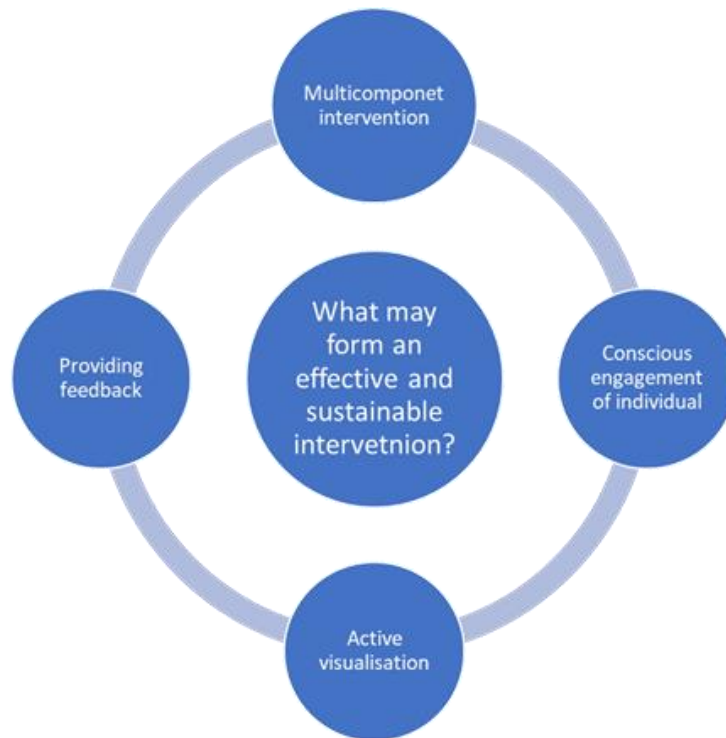 Multicomponet
intervention
What may
form an
effective and
sustainable
intervetnion?
Providing
feedback
Conscious
engagement
of individual
Active
visualisation